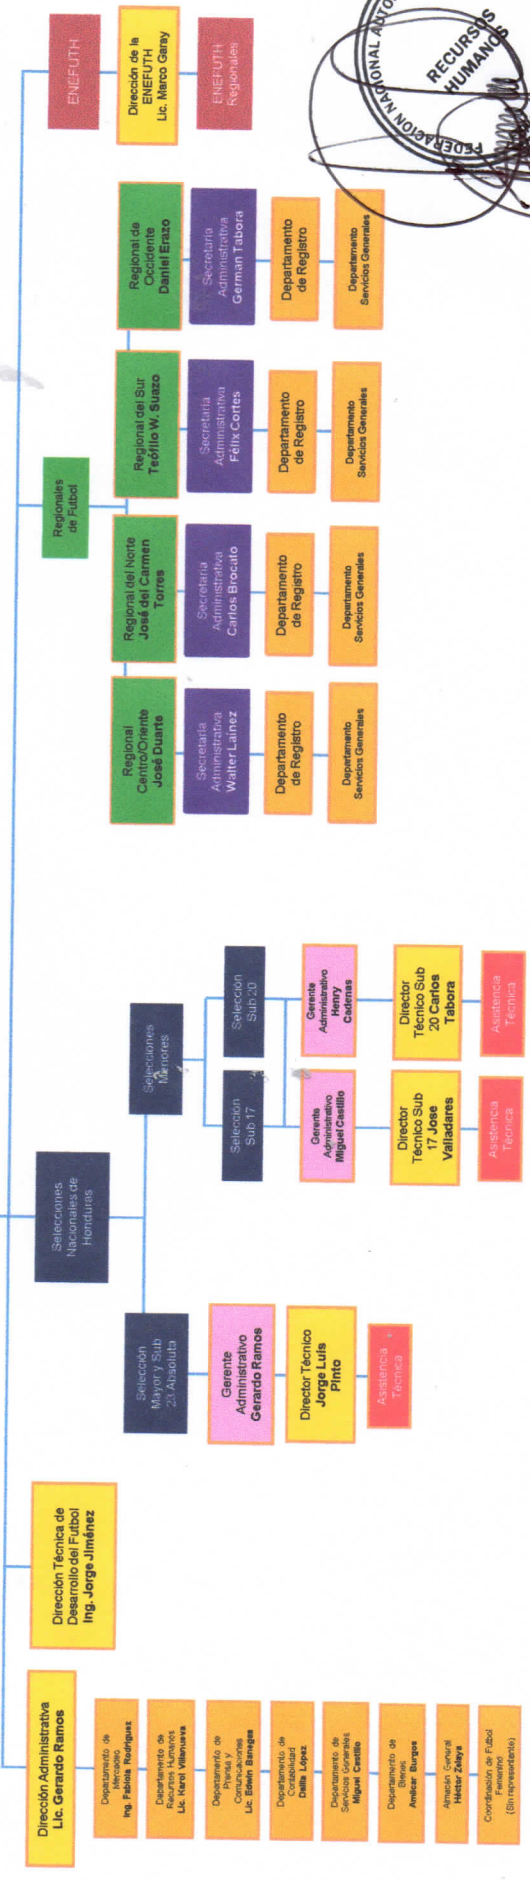 Dirección Administrativa
Lic. Gerardo Ramos
Departamento de
Mercadeo
Ing. Fabiola Rodriguez
Departamento de
Recursos Humanos
Lic. Karol Villanueva
Departamento de
Prensa y
Comunicaciones
Lic. Edwin Banegas
Departamento de
Contabilidad
Delia López
Departamento de
Servicios Generales
Miguel Castillo
Departamento de
Bienes
Amílcar Burgos
Almacén General
Héctor Zelaya
Coordinación de Futbol
Femenino
(Sin representante)
Dirección Técnica de
Desarrollo del Futbol
Ing. Jorge Jiménez
Selecciones
Nacionales de
Honduras
Selección
Mayor y Sub
23 Absoluta
Gerente
Administrativo
Gerardo Ramos
Director Técnico
Jorge Luis
Pinto
Asistencia
Técnica
Selecciones
Menores
Selección
Sub 17
Gerente
Administrativo
Miguel Castillo
Director
Técnico Sub
17 Jose
Valladares
Asistencia
Técnica
Selección
Sub 20
Gerente
Administrativo
Henry
Cadenas
Director
Técnico Sub
20 Carlos
Tabora
Asistencia
Técnica
Regionales
de Futbol
Regional
Centro/Oriente
José Duarte
Secretaria
Administrativa
Walter Laínez
Departamento
de Registro
Departamento
Servicios Generales
Regional del Norte
José del Carmen
Torres
Secretaria
Administrativa
Carlos Brocato
Departamento
de Registro
Departamento
Servicios Generales
Regional del Sur
Teófilo W. Suazo
Secretaria
Administrativa
Félix Cortes
Departamento
de Registro
Departamento
Servicios Generales
Regional de
Occidente
Daniel Erazo
Secretaria
Administrativa
German Tabora
Departamento
de Registro
Departamento
Servicios Generales
ENEFUTH
Dirección de la
ENEFUTH
Lic. Marco Garay
ENEFUTH
Regionales
FEDERACION NACIONAL
RECURSOS
HUMANOS